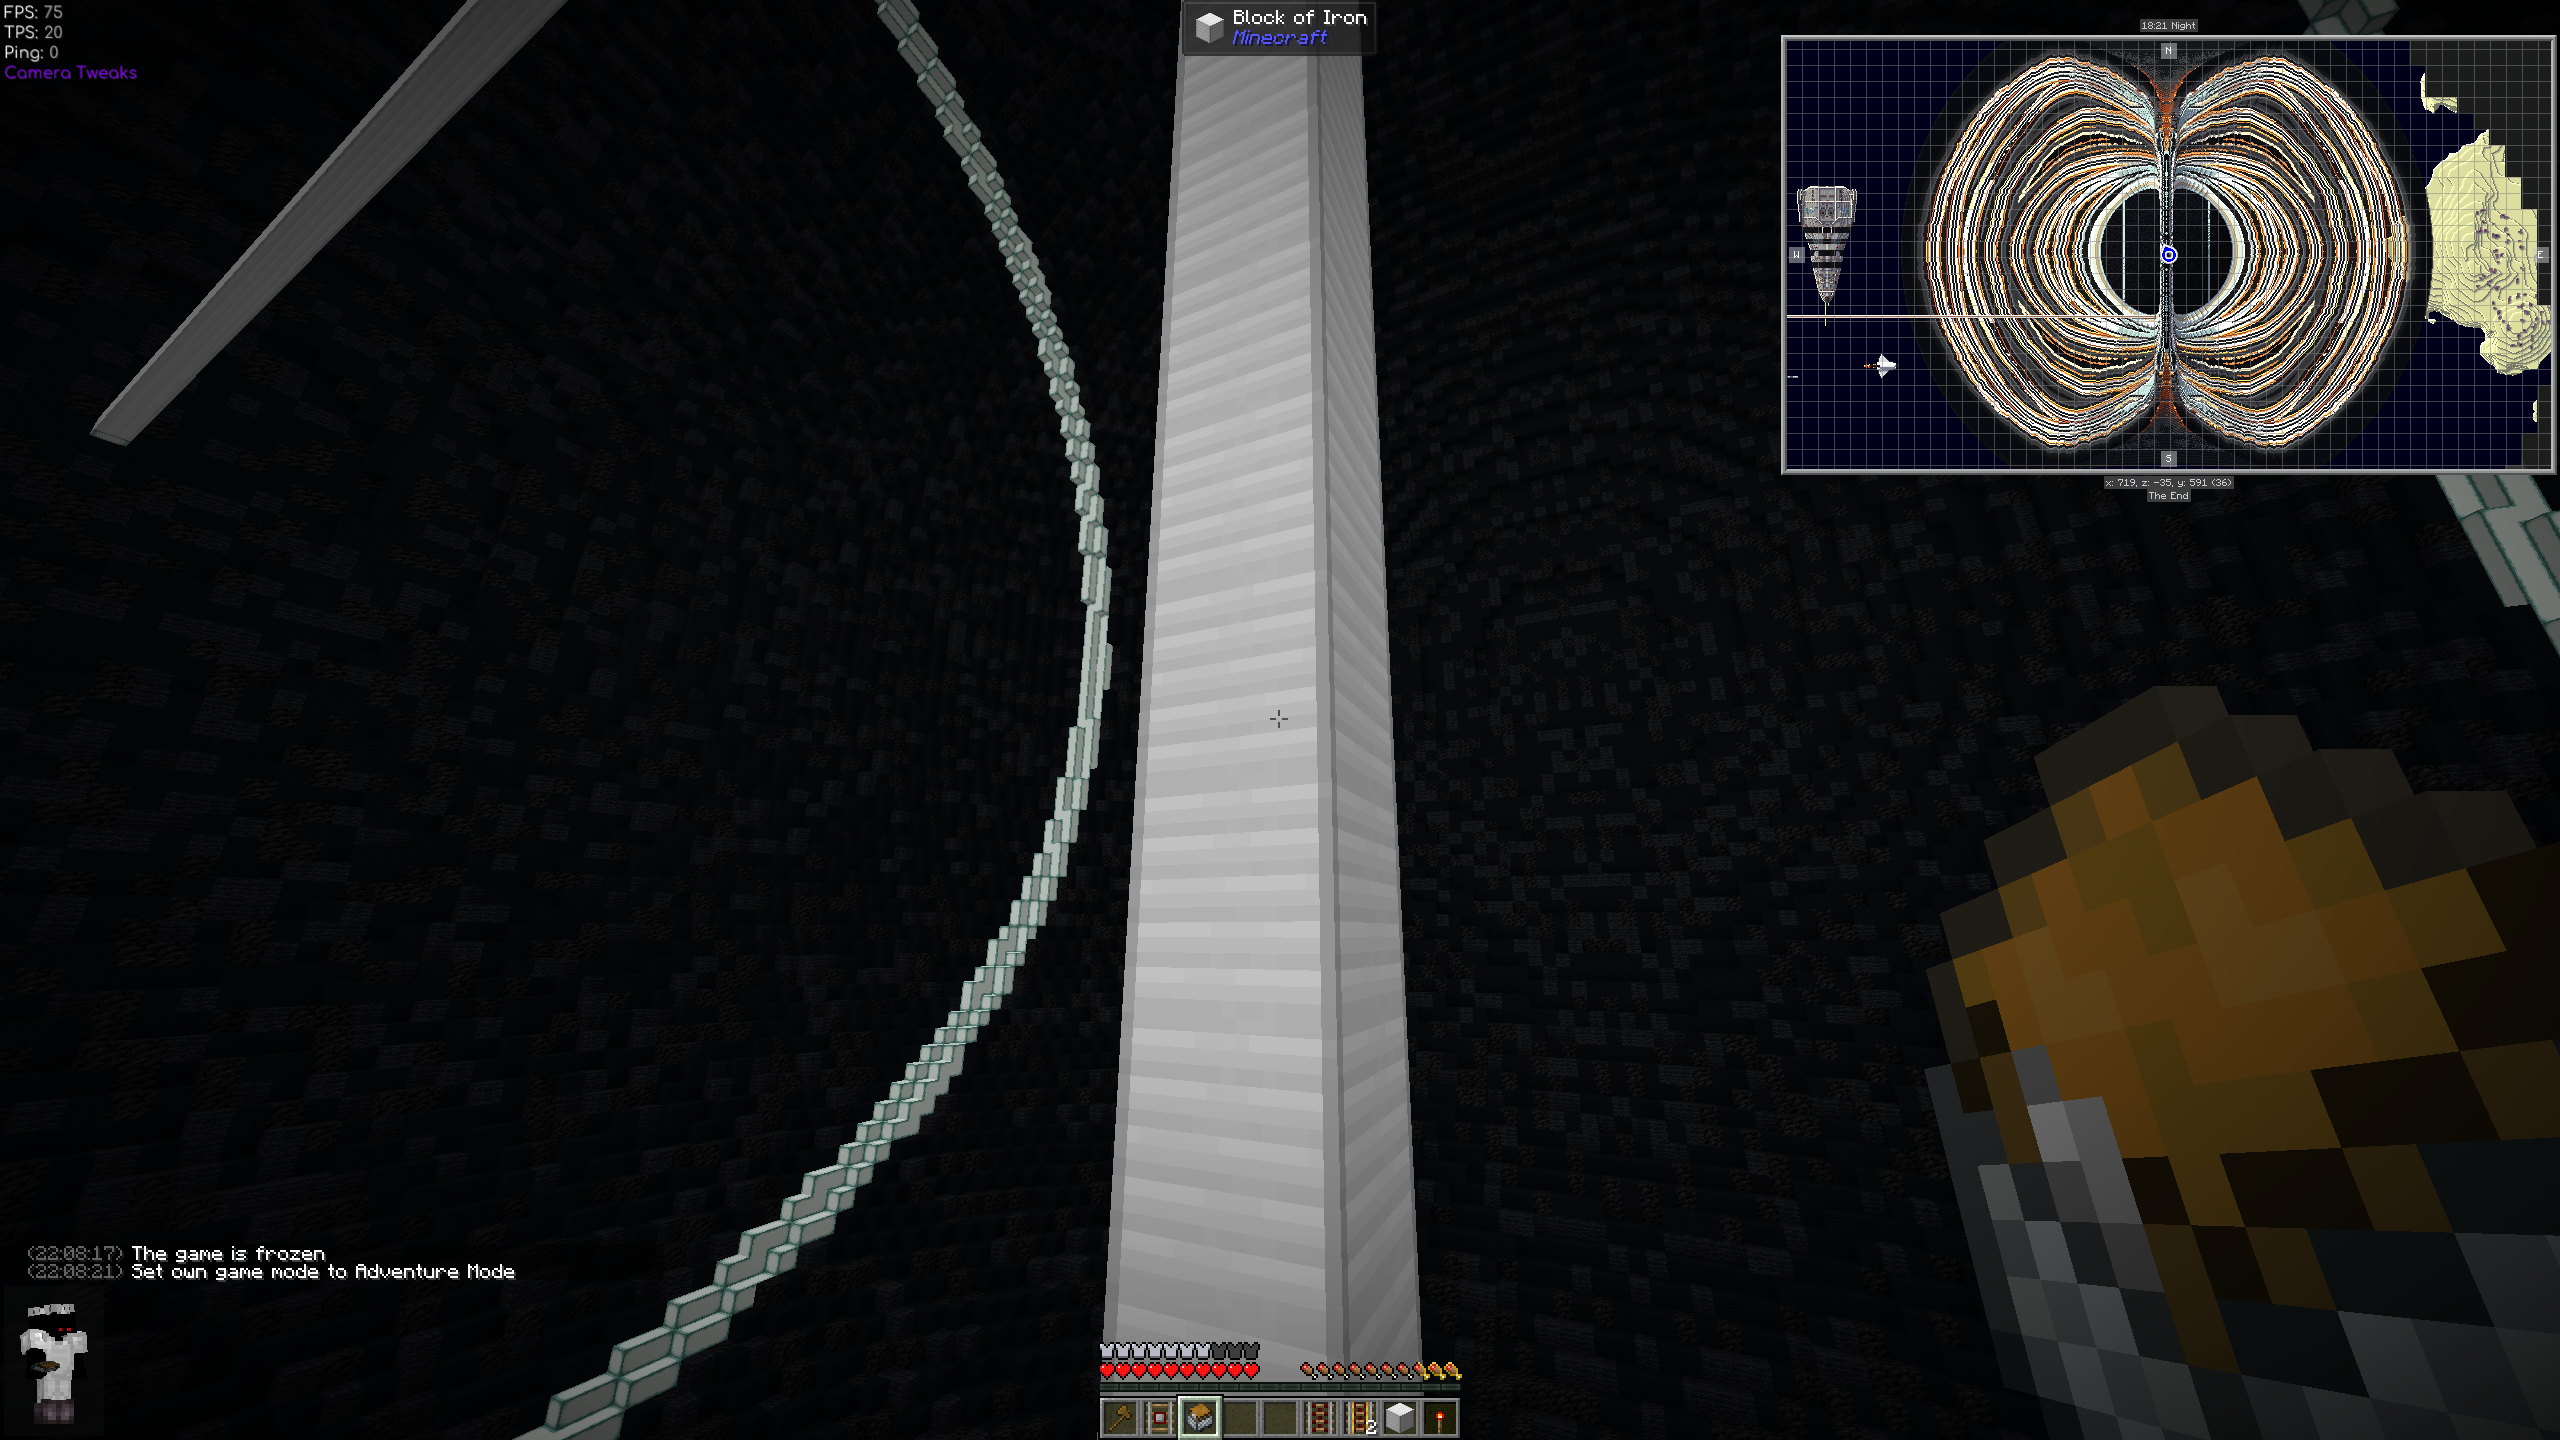 FPS: 75
TPS: 20
Ping: 0
Camera Tweaks
Block of Iron
Minecraft
18:21 Night
N
W
E
S
x: 719, z: -35, y: 591 (36)
The End
(22:08:17) The game is frozen
(22:08:21) Set own game mode to Adventure Mode
2